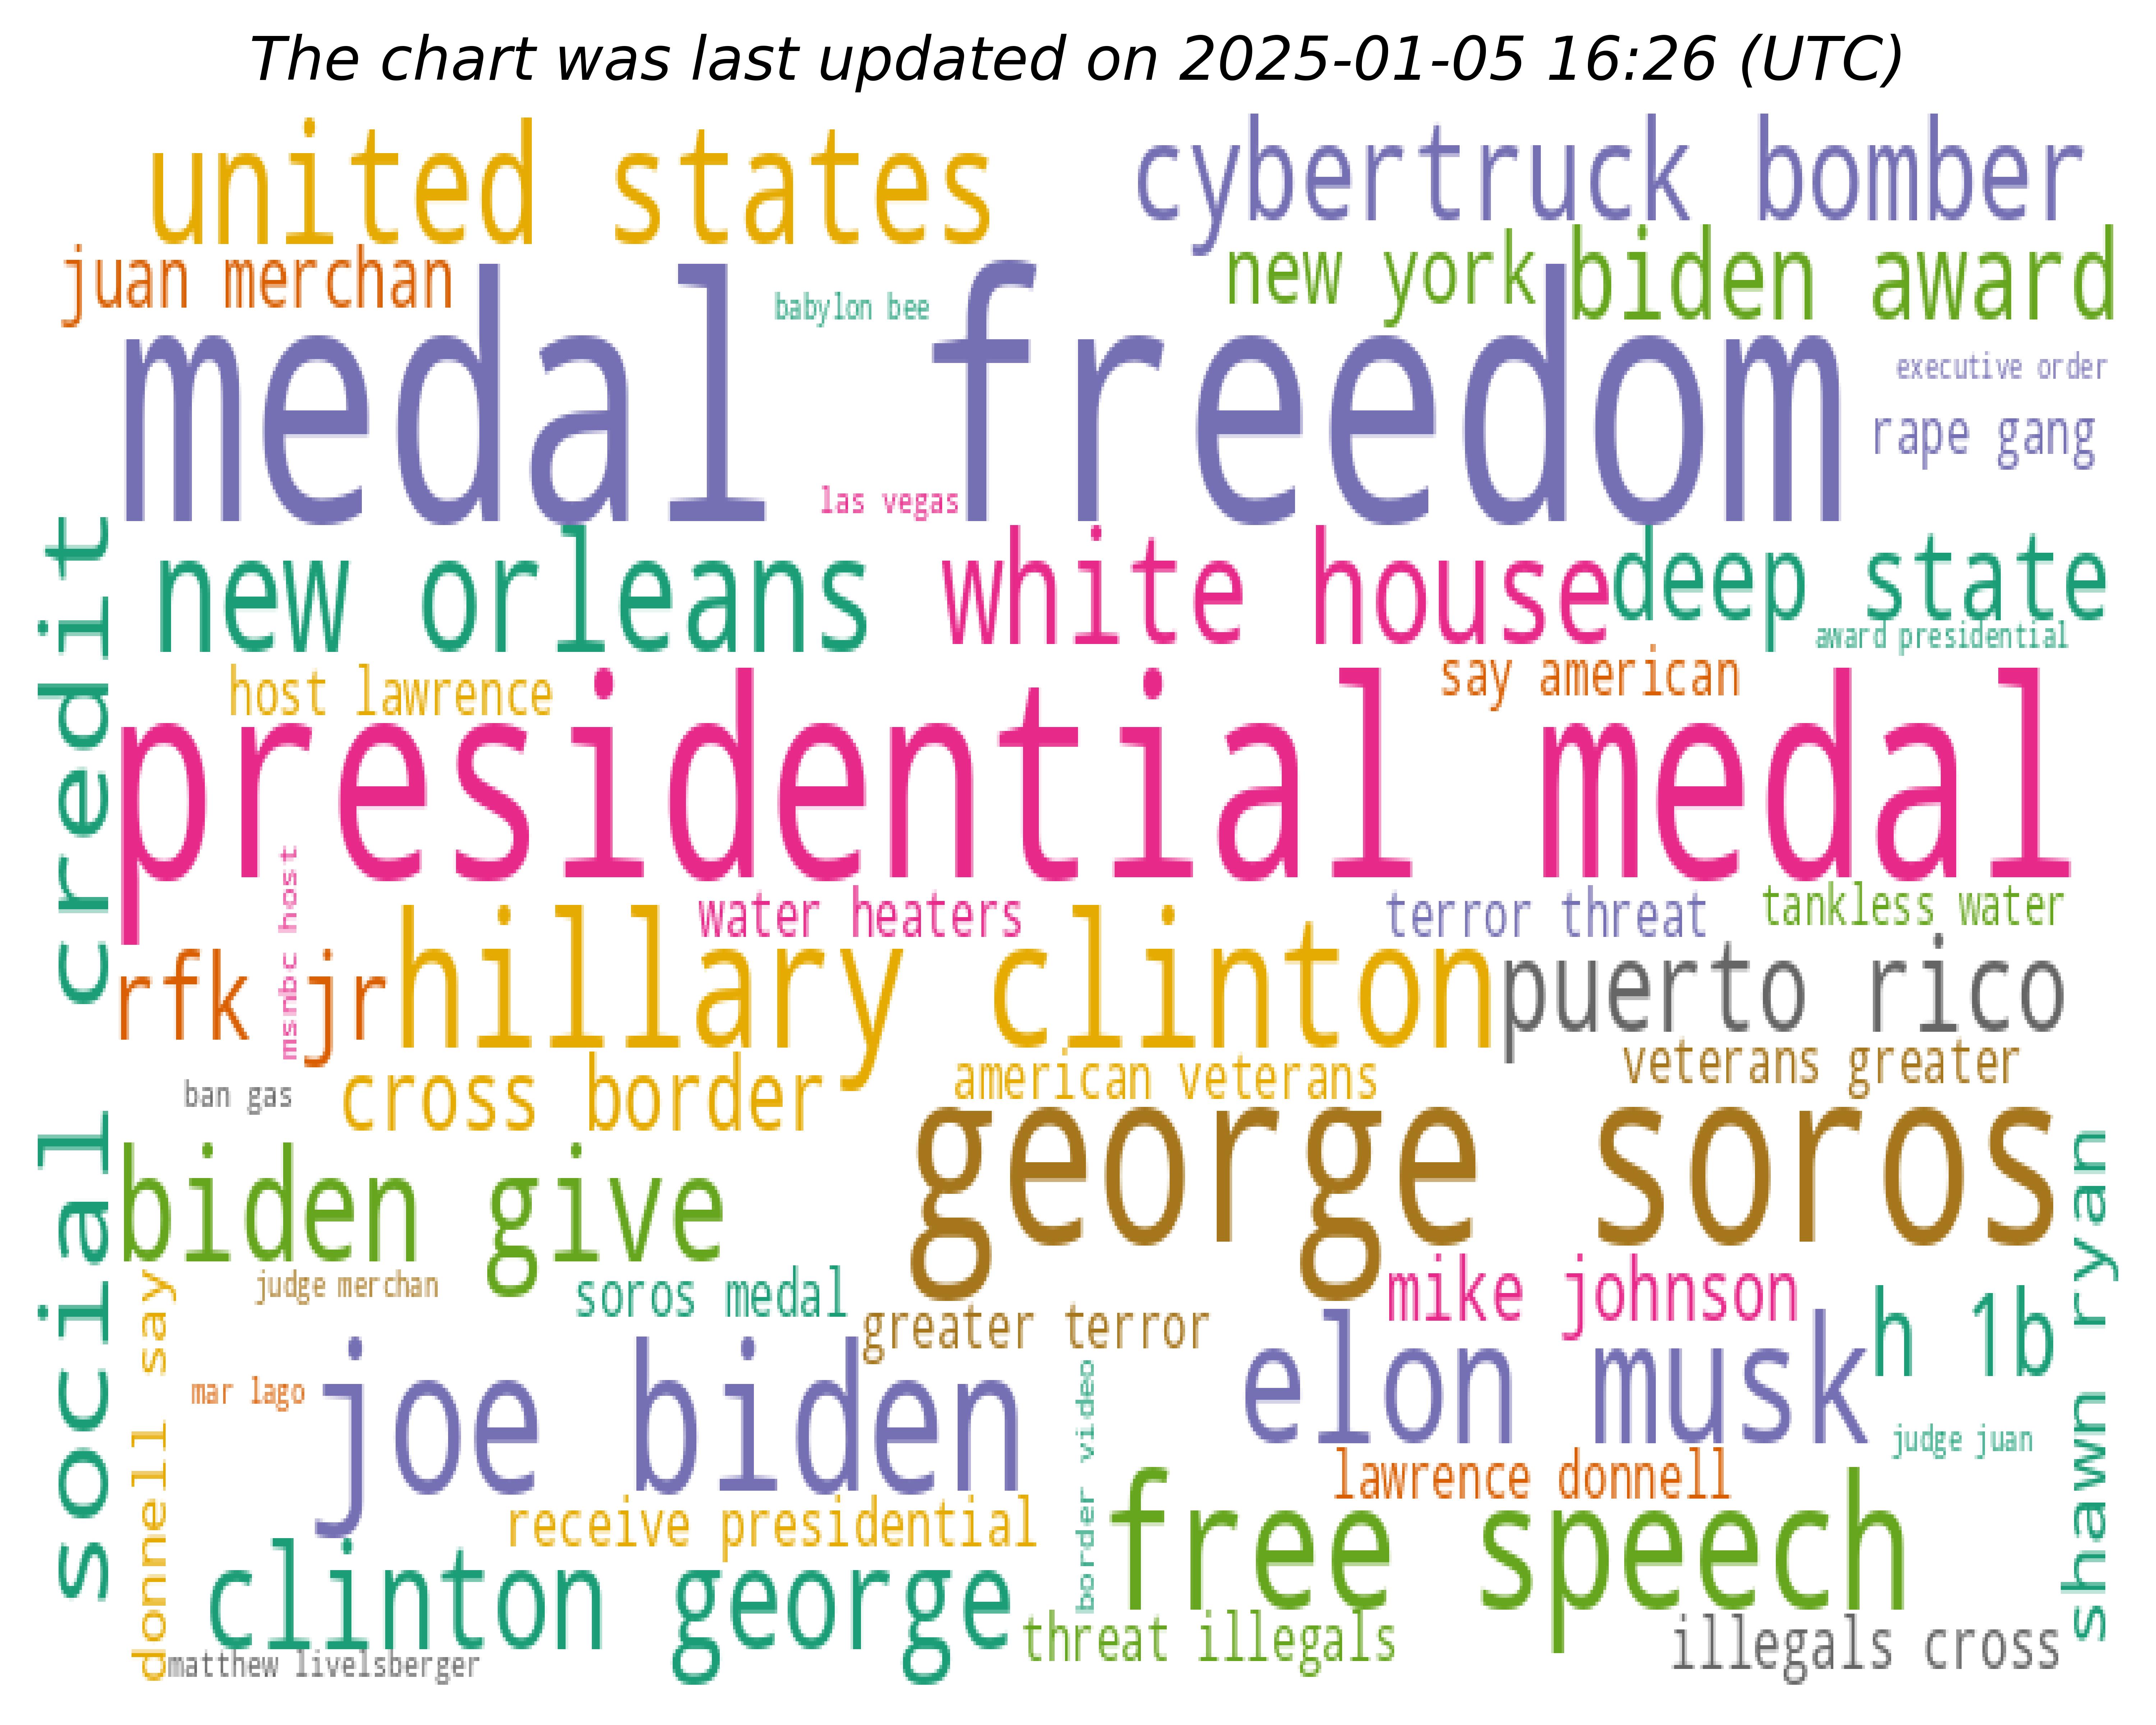 The chart was last updated on 2025-01-05 16:26 (UTC)
united states
cybertruck bomber
juan merchan
new york
biden award
babylon bee
medal freedom
executive order
rape gang
las vegas
social credit
new orleans
white house
deep state
award presidential
host lawrence
say american
presidential medal
msnbc host
water heaters
terror threat
tankless water
rfk jr
hillary clinton
puerto rico
ban gas
cross border
american veterans
veterans greater
george soros
biden give
shawn ryan
judge merchan
soros medal
mike johnson
donnell say
greater terror
h 1b
mar lago
joe biden
border video
elon musk
judge juan
lawrence donnell
receive presidential
free speech
clinton george
threat illegals
illegals cross
matthew livelsberger